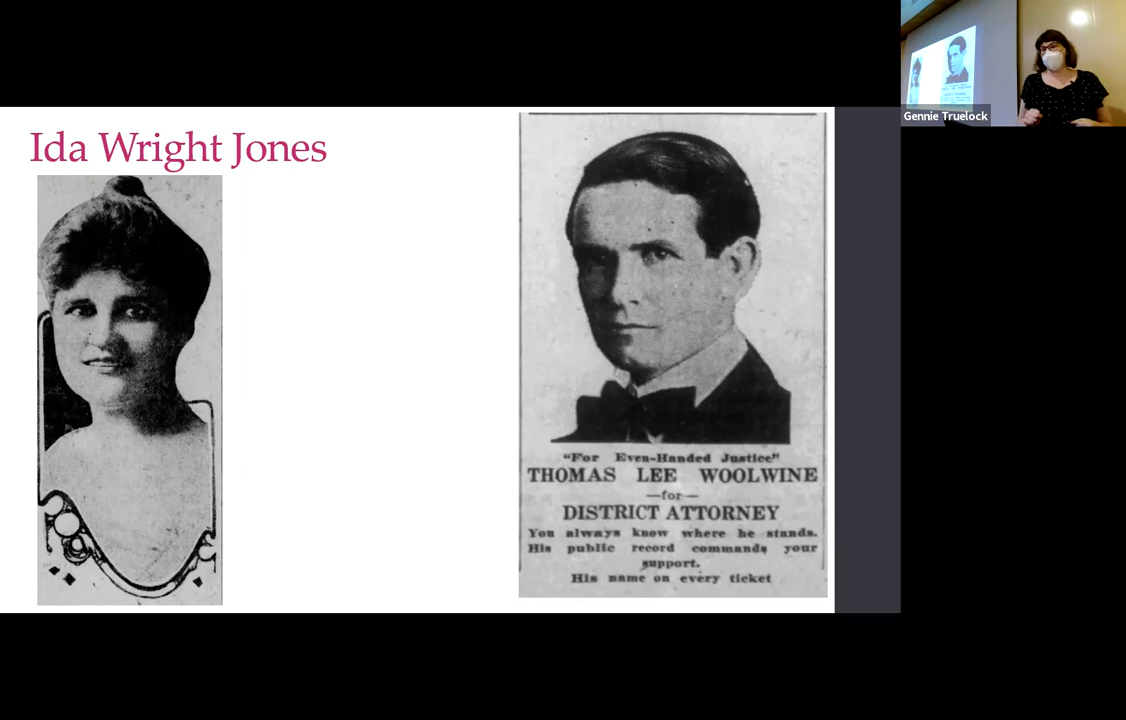 Ida Wright Jones
"For Even-Handed Justice"
THOMAS LEE WOOLWINE
—for—
DISTRICT ATTORNEY
You always know where he stands.
His public record commands your
support.
His name on every ticket
Gennie Truelock